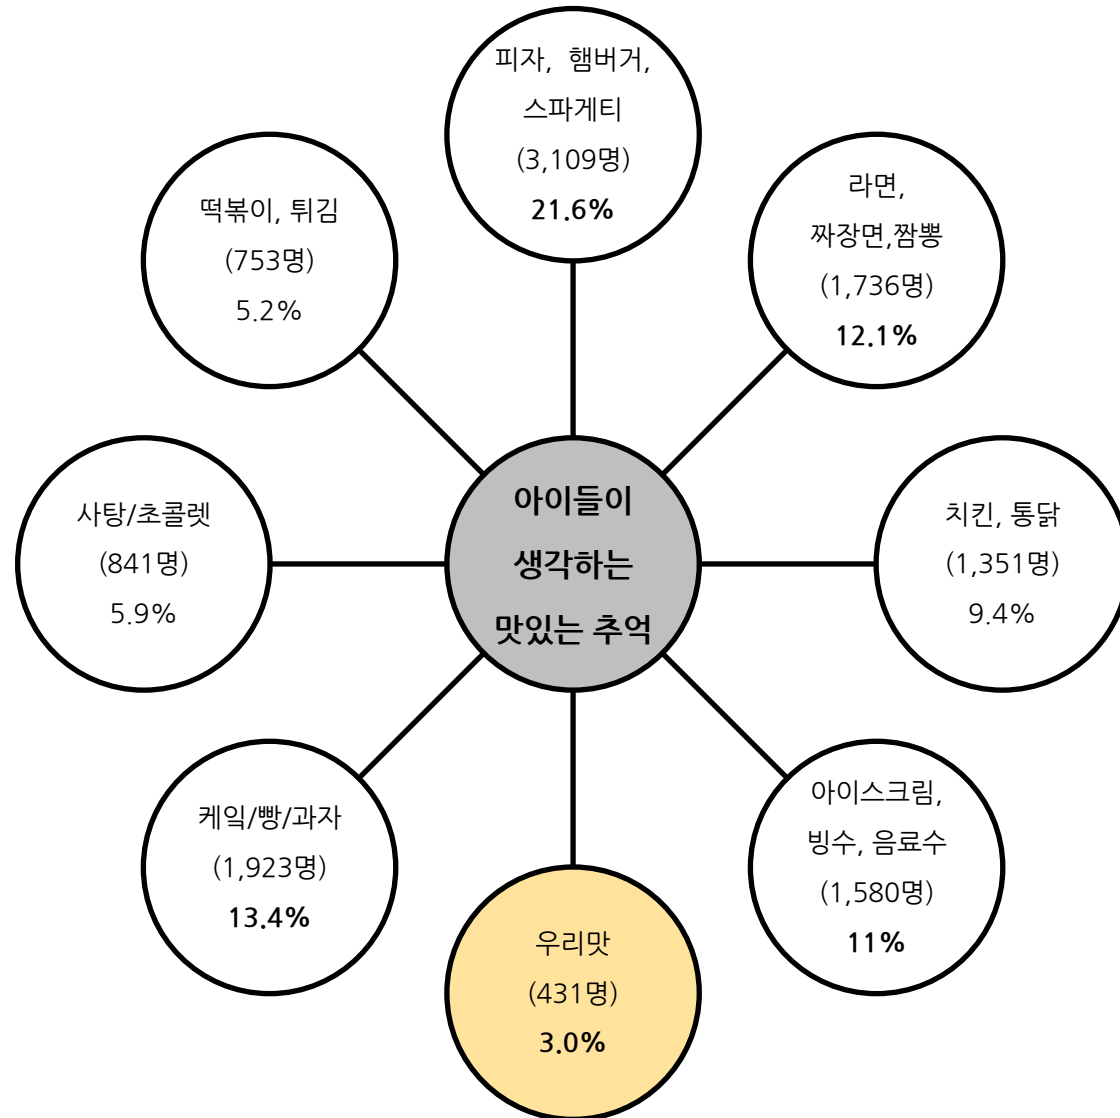 피자, 햄버거,
스파게티
(3,109명)
21.6%
라면,
짜장면,짬뽕
(1,736명)
12.1%
치킨, 통닭
(1,351명)
9.4%
아이스크림,
빙수, 음료수
(1,580명)
11%
우리맛
(431명)
3.0%
케익/빵/과자
(1,923명)
13.4%
사탕/초콜렛
(841명)
5.9%
떡볶이, 튀김
(753명)
5.2%
아이들이
생각하는
맛있는 추억